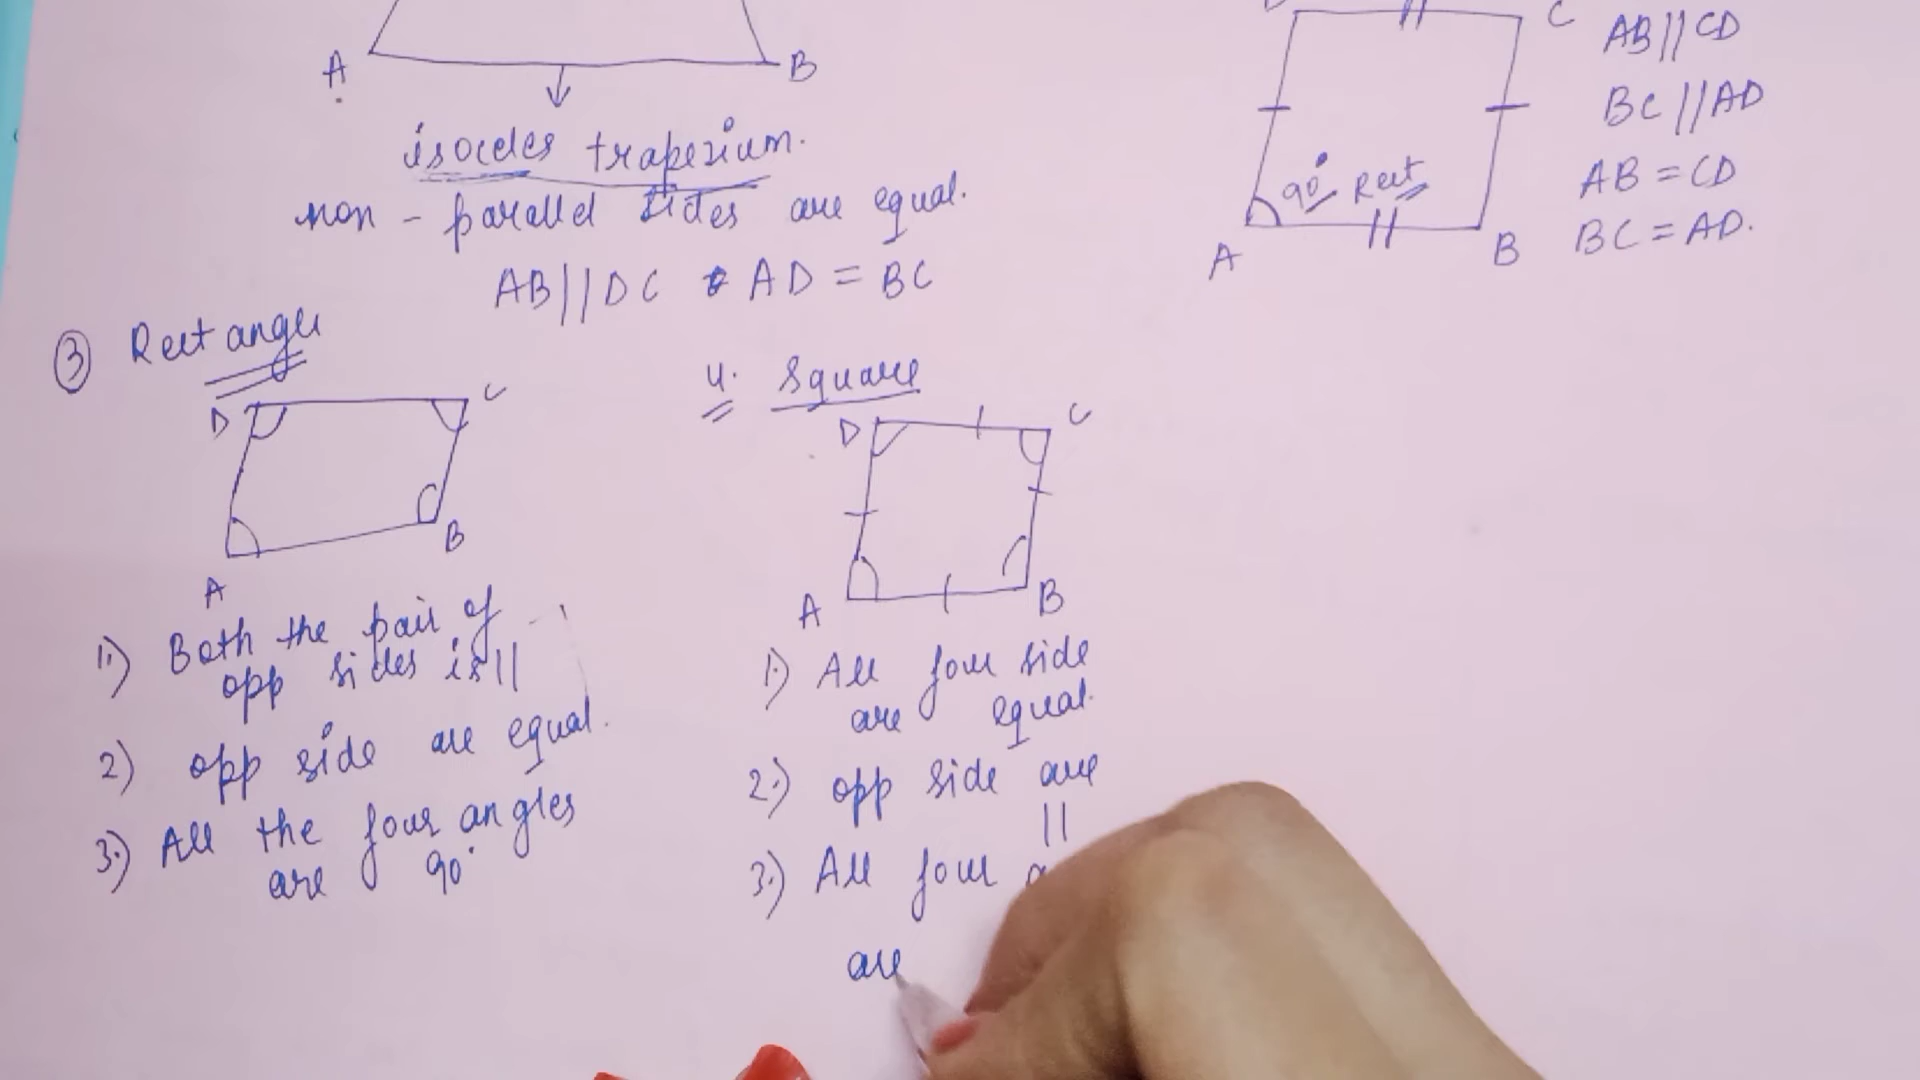 A B
isoceles trapezium.
non - parallel sides are equal.
AB || DC AD = BC
C
90° Rect
A B
AB || CD
BC || AD
AB = CD
BC = AD.
③ Rectangle
D C
A B
1.) Both the pair of
opp sides is ||
2) opp side are equal.
3.) All the four angles
are 90°
4. Square
D C
A B
1.) All four side
are equal.
2.) opp side are
||
3.) All four
are